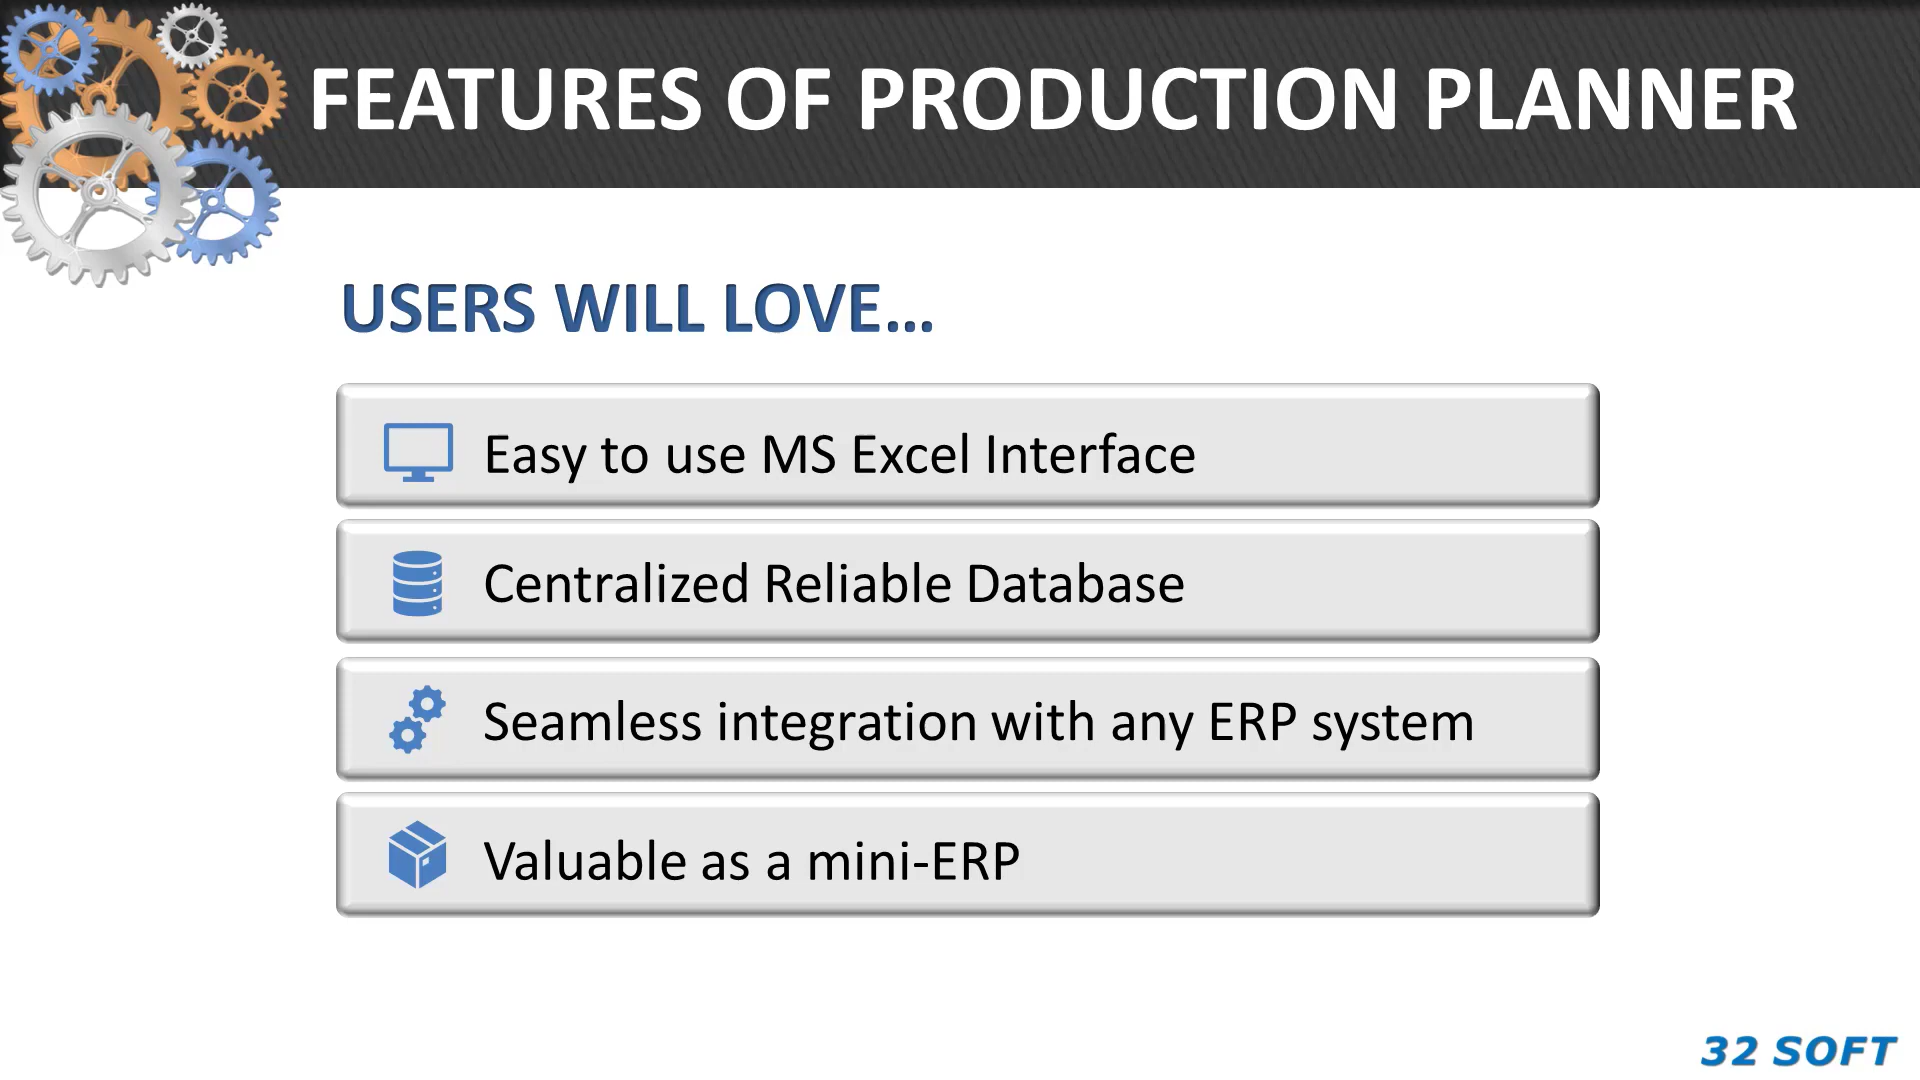 FEATURES OF PRODUCTION PLANNER
USERS WILL LOVE...
Easy to use MS Excel Interface
Centralized Reliable Database
Seamless integration with any ERP system
Valuable as a mini-ERP
32 SOFT